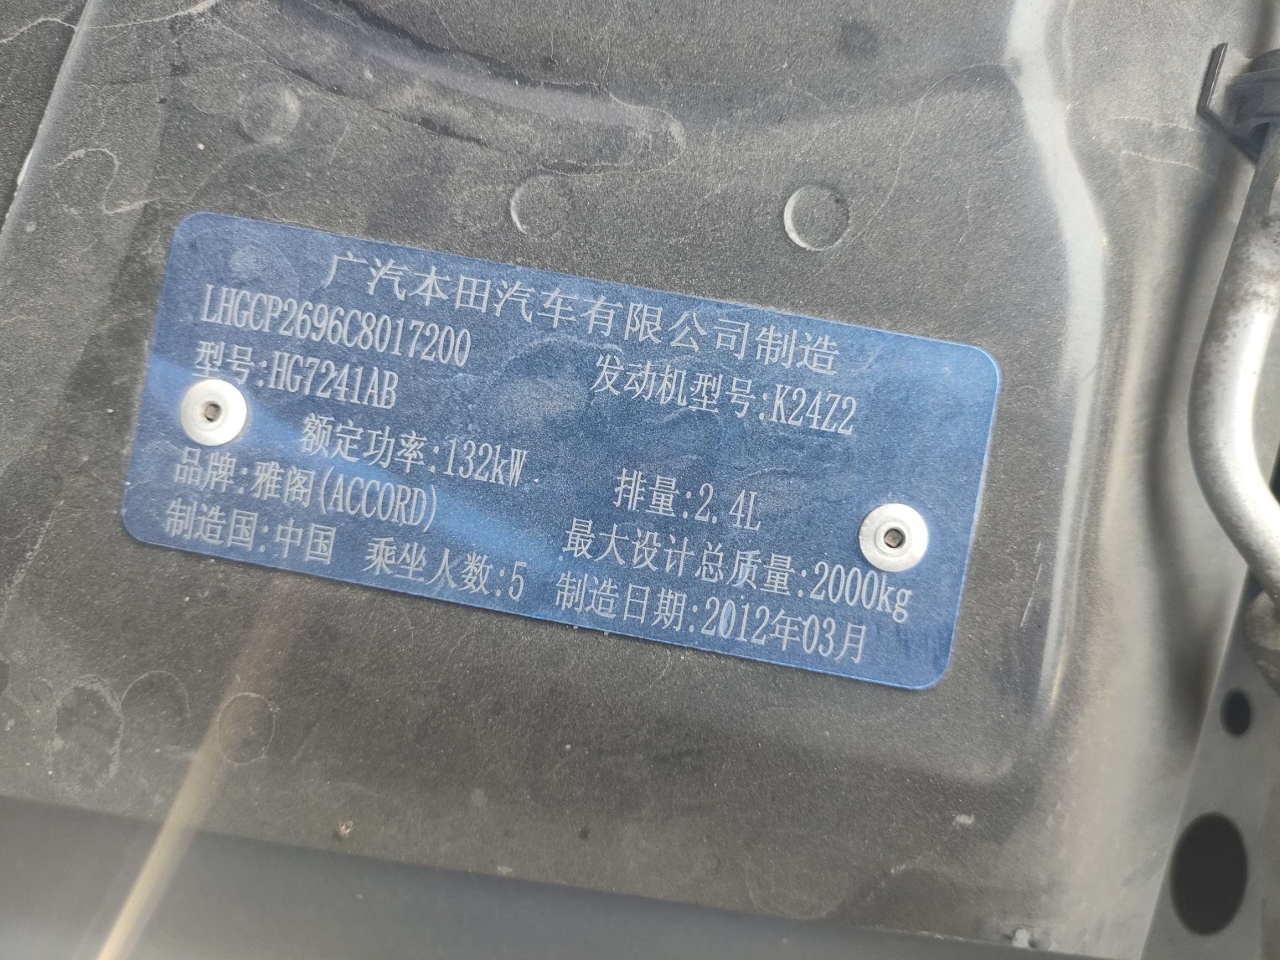 广汽本田汽车有限公司制造
LHGCP2696C8017200
型号:HG7241AB 发动机型号:K24Z2
额定功率:132kW 排量:2.4L
品牌:雅阁(ACCORD) 最大设计总质量:2000kg
制造国:中国 乘坐人数:5 制造日期:2012年03月